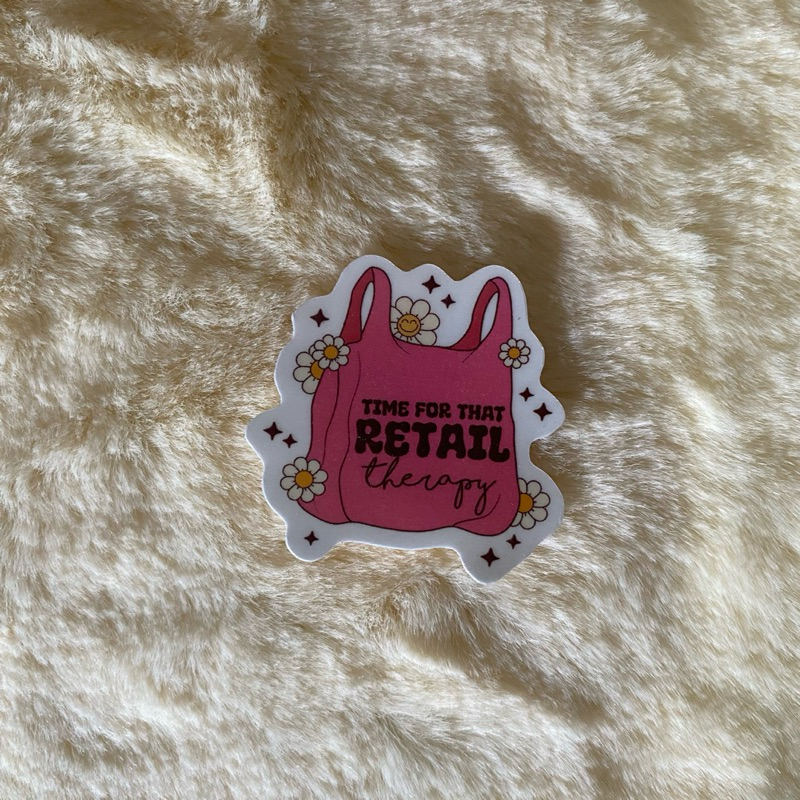 TIME FOR THAT
RETAIL
therapy